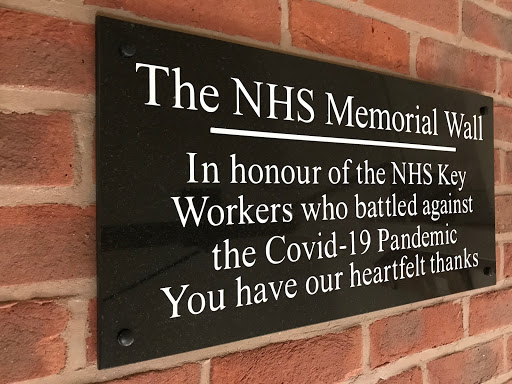 The NHS Memorial Wall
In honour of the NHS Key
Workers who battled against
the Covid-19 Pandemic
You have our heartfelt thanks